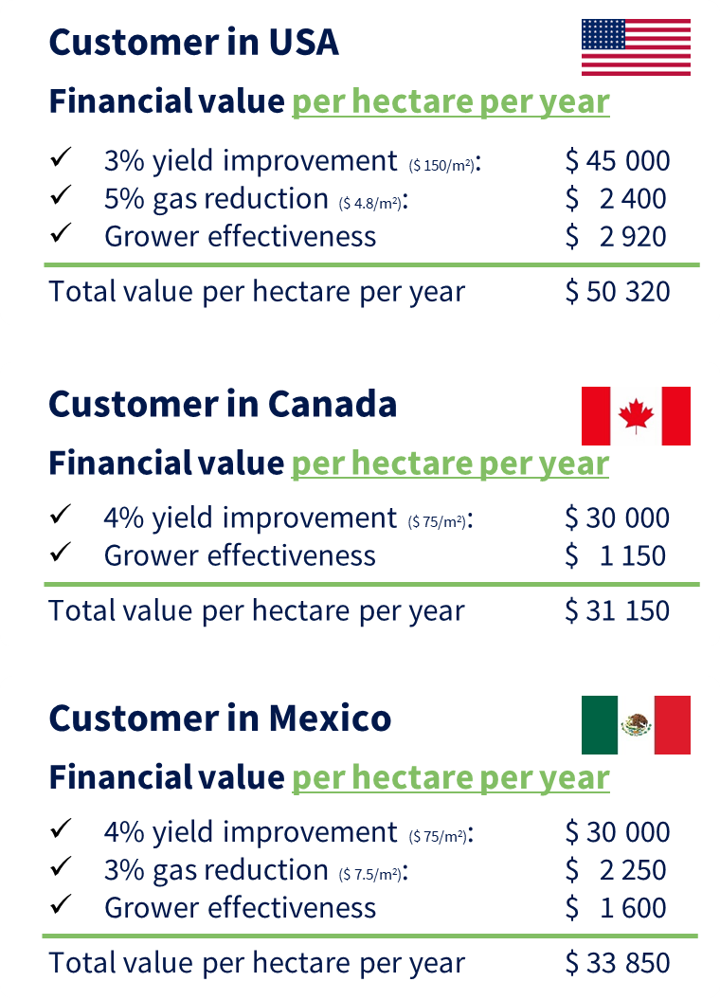 Customer in USA
Financial value per hectare per year
✓ 3% yield improvement ($ 150/m²): $ 45 000
✓ 5% gas reduction ($ 4.8/m²): $ 2 400
✓ Grower effectiveness $ 2 920
Total value per hectare per year $ 50 320
Customer in Canada
Financial value per hectare per year
✓ 4% yield improvement ($ 75/m²): $ 30 000
✓ Grower effectiveness $ 1 150
Total value per hectare per year $ 31 150
Customer in Mexico
Financial value per hectare per year
✓ 4% yield improvement ($ 75/m²): $ 30 000
✓ 3% gas reduction ($ 7.5/m²): $ 2 250
✓ Grower effectiveness $ 1 600
Total value per hectare per year $ 33 850